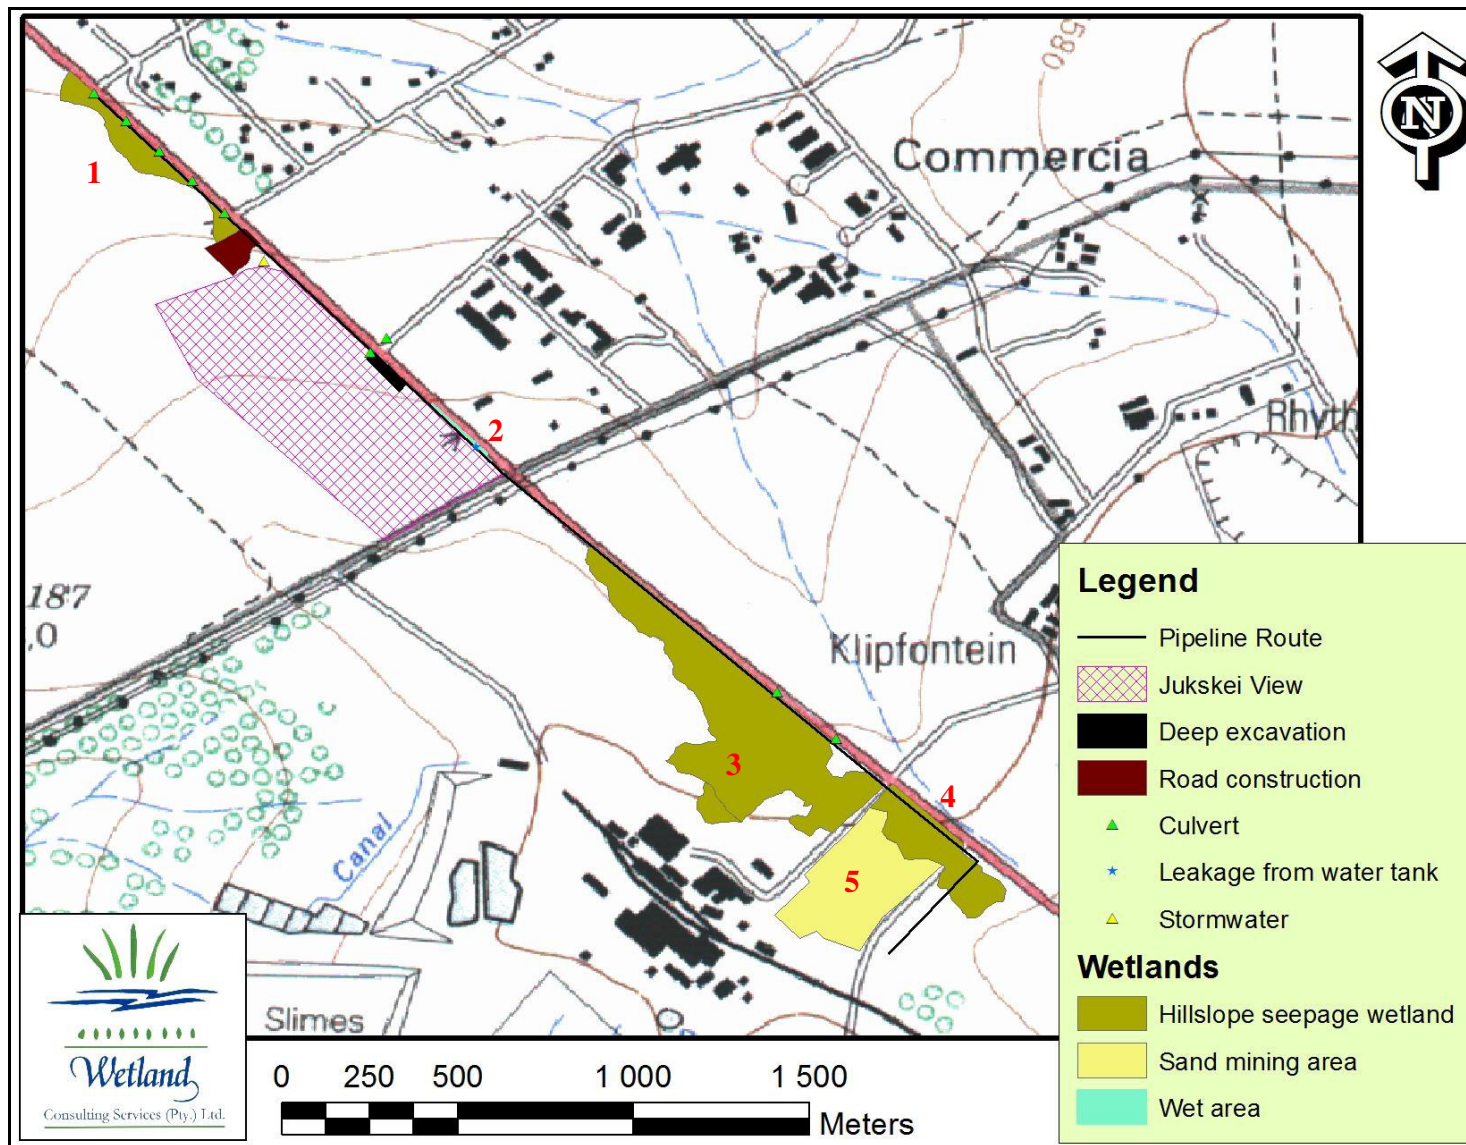 580
Commercia
N
1
2
Rhyth
187
,0
Klipfontein
3
4
5
Canal
Slimes
Legend
Pipeline Route
Jukskei View
Deep excavation
Road construction
Culvert
Leakage from water tank
Stormwater
Wetlands
Hillslope seepage wetland
Sand mining area
Wet area
Wetland
Consulting Services (Pty.) Ltd.
0 250 500 1 000 1 500
Meters